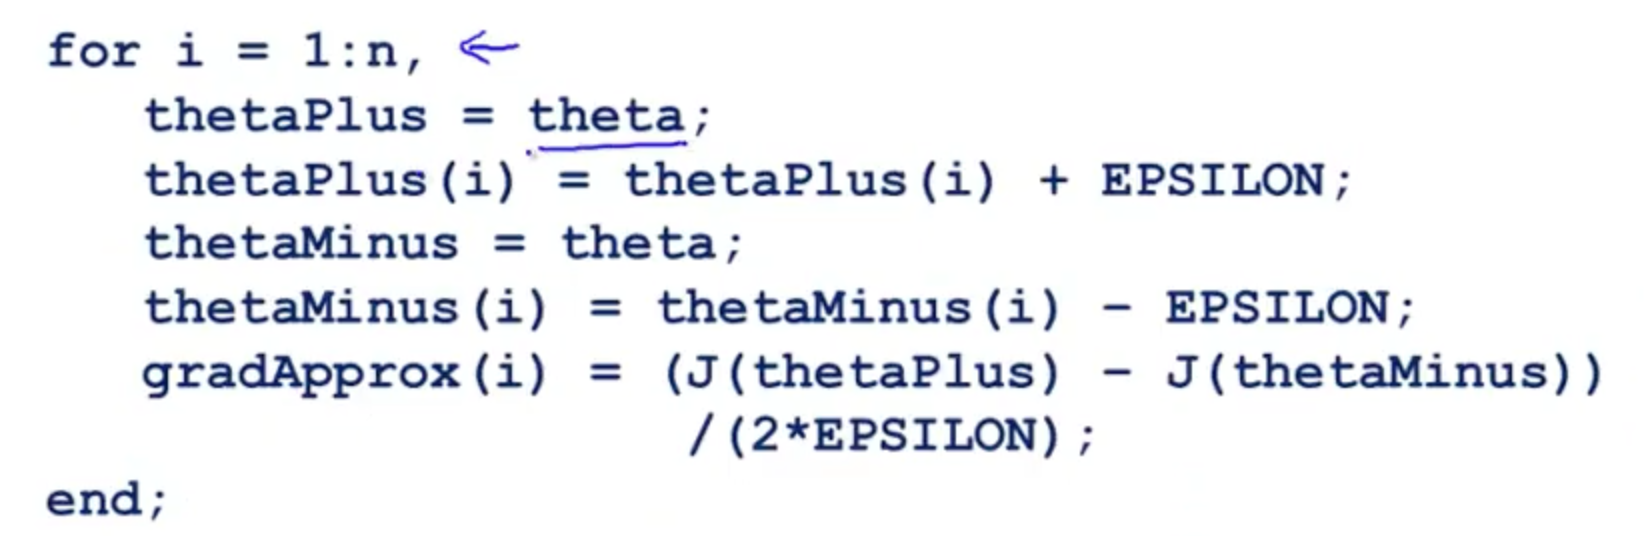 for i = 1:n,
thetaPlus = theta;
thetaPlus(i) = thetaPlus(i) + EPSILON;
thetaMinus = theta;
thetaMinus(i) = thetaMinus(i) - EPSILON;
gradApprox(i) = (J(thetaPlus) - J(thetaMinus))
/(2*EPSILON);
end;